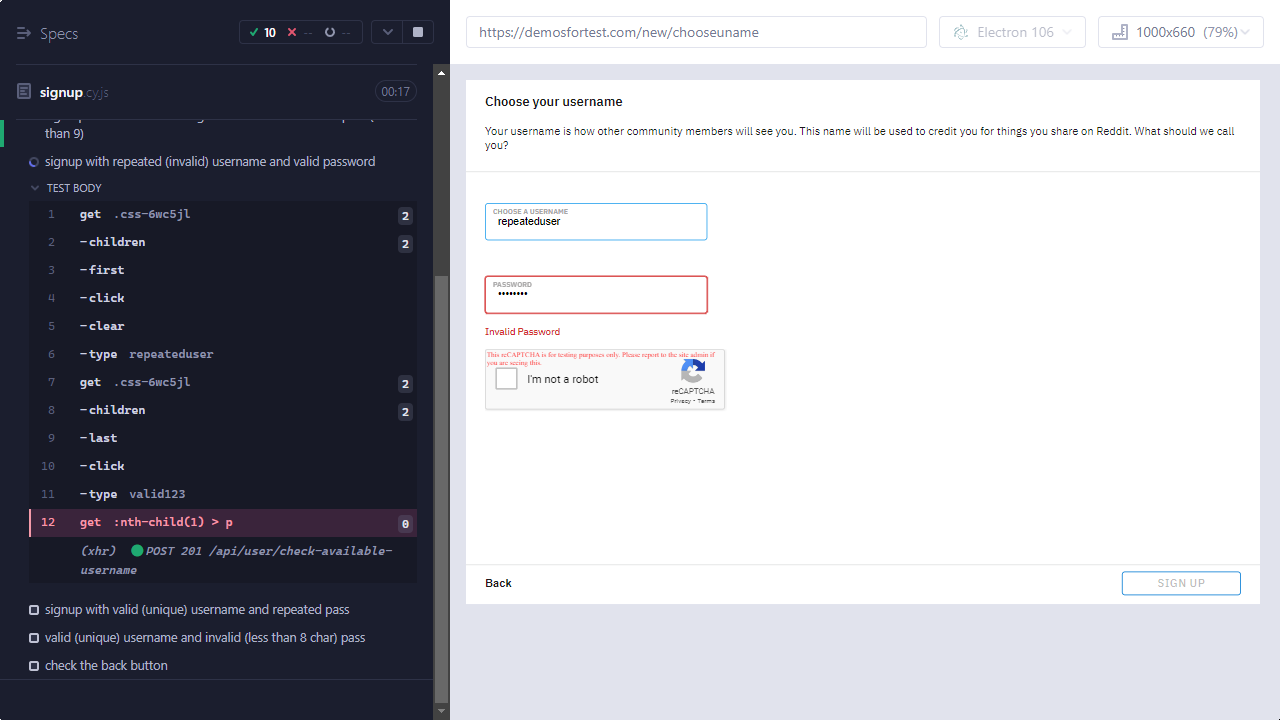 Specs
10
--
--
signup.cy.js
00:17
than 9)
signup with repeated (invalid) username and valid password
TEST BODY
1 get .css-6wc5jl 2
2 -children 2
3 -first
4 -click
5 -clear
6 -type repeateduser
7 get .css-6wc5jl 2
8 -children 2
9 -last
10 -click
11 -type valid123
12 get :nth-child(1) > p 0
(xhr) POST 201 /api/user/check-available-
username
signup with valid (unique) username and repeated pass
valid (unique) username and invalid (less than 8 char) pass
check the back button
https://demosfortest.com/new/chooseuname
Electron 106
1000x660 (79%)
Choose your username
Your username is how other community members will see you. This name will be used to credit you for things you share on Reddit. What should we call
you?
CHOOSE A USERNAME
repeateduser
PASSWORD
••••••••
Invalid Password
This reCAPTCHA is for testing purposes only. Please report to the site admin if
you are seeing this.
I'm not a robot
reCAPTCHA
Privacy - Terms
Back
SIGN UP